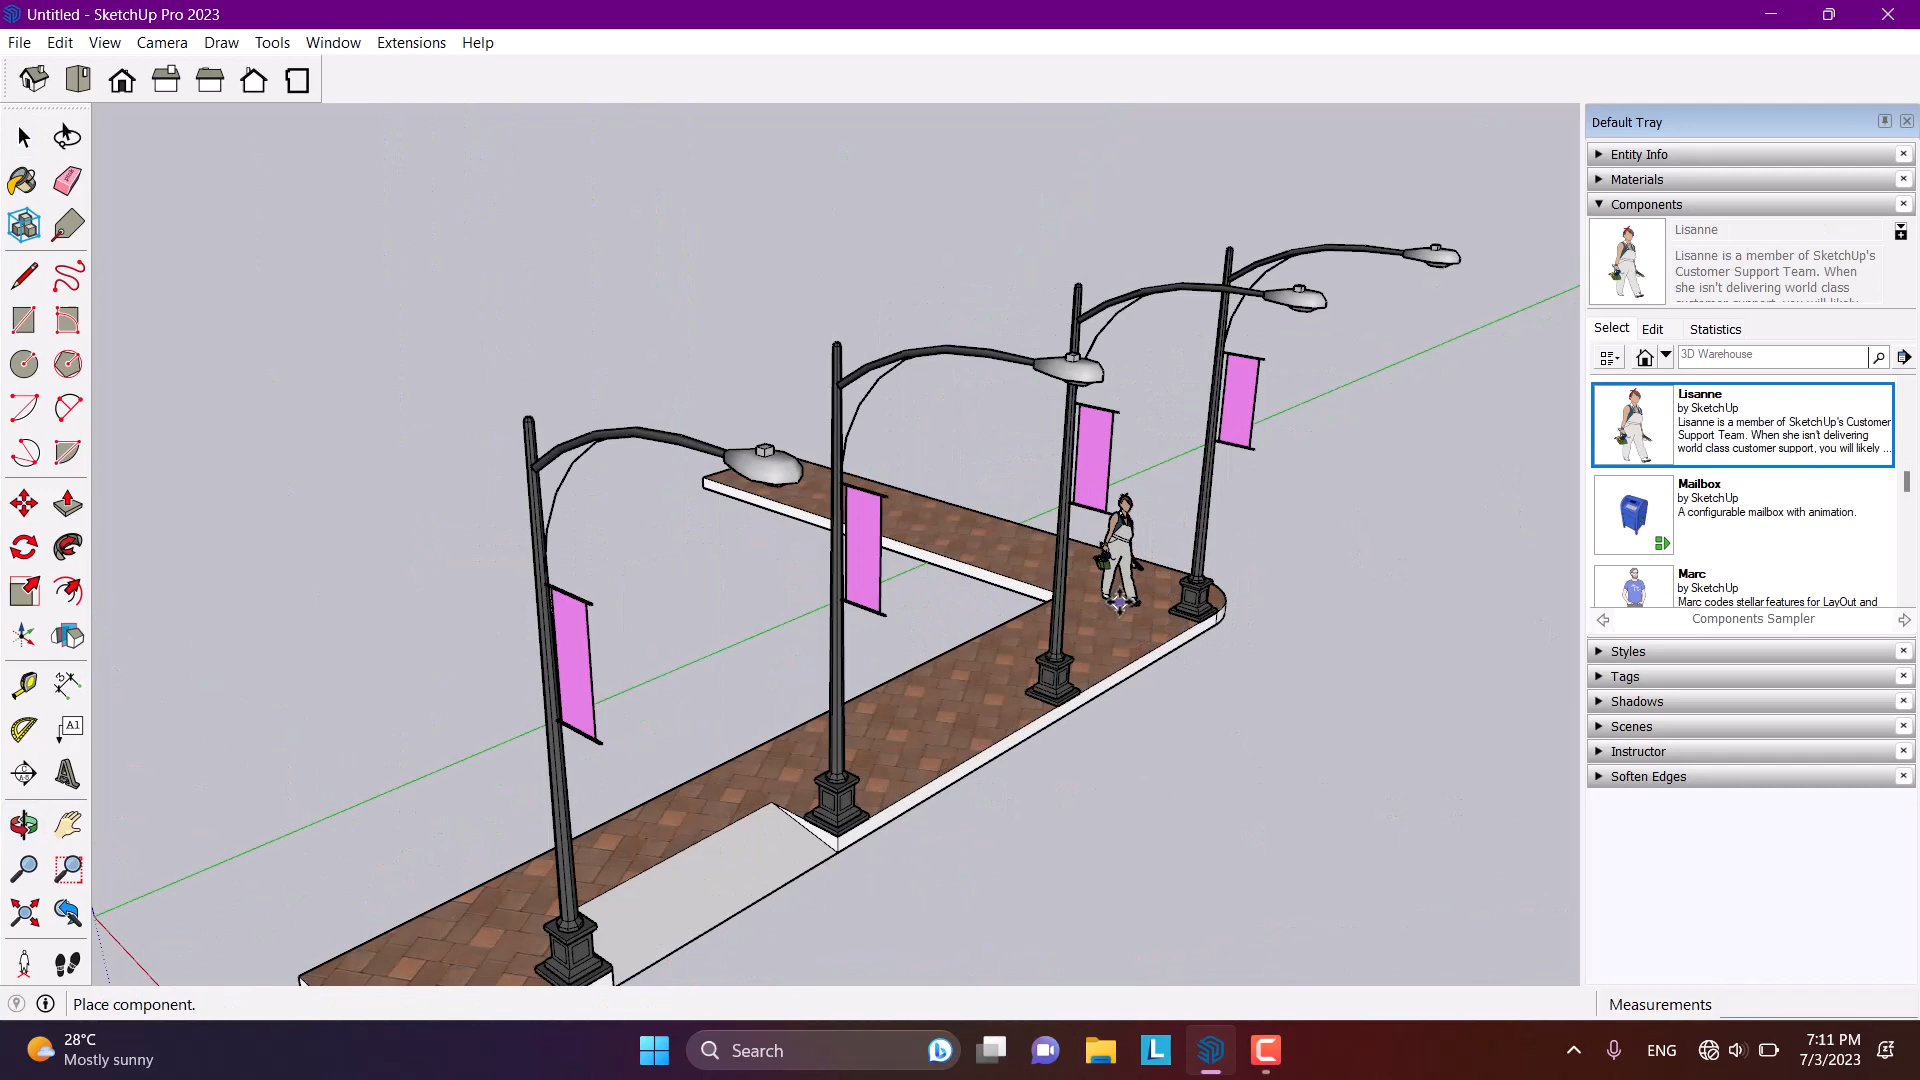 Untitled - SketchUp Pro 2023
File Edit View Camera Draw Tools Window Extensions Help
Default Tray
Entity Info
Materials
Components
Lisanne
Lisanne is a member of SketchUp's
Customer Support Team. When
she isn't delivering world class
Select Edit Statistics
3D Warehouse
Lisanne
by SketchUp
Lisanne is a member of SketchUp's Customer
Support Team. When she isn't delivering
world class customer support, you will likely ...
Mailbox
by SketchUp
A configurable mailbox with animation.
Marc
by SketchUp
Marc codes stellar features for LayOut and
Components Sampler
Styles
Tags
Shadows
Scenes
Instructor
Soften Edges
A1
Place component.
Measurements
28°C
Mostly sunny
Search
ENG
7:11 PM
7/3/2023